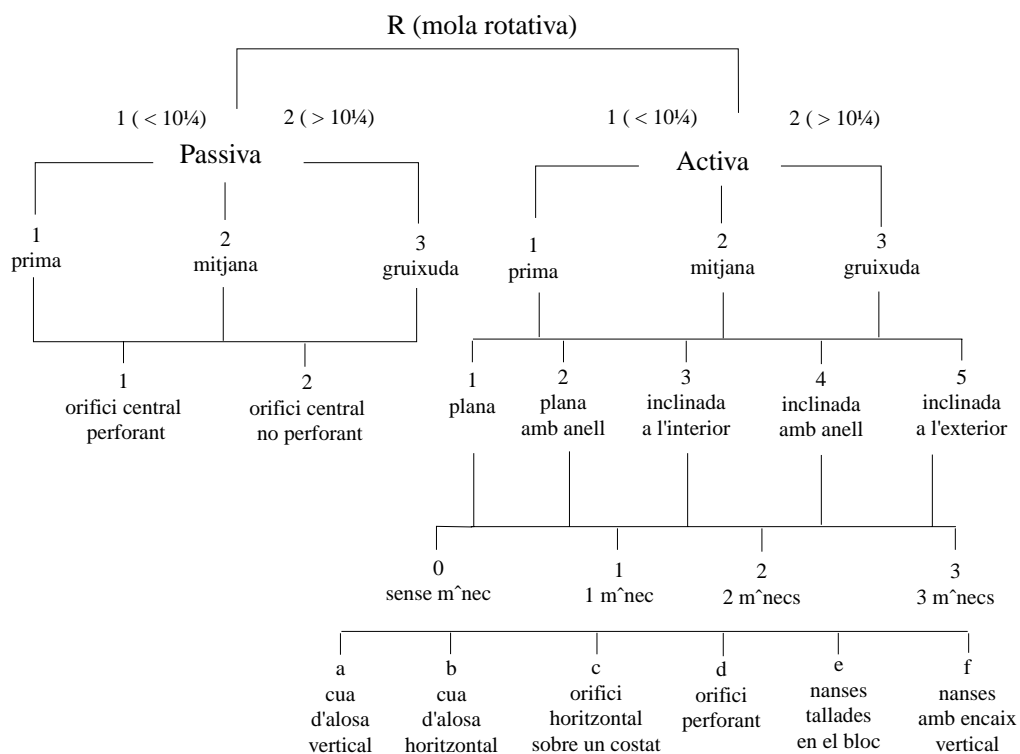 R (mola rotativa)
1 ( < 10¼)
2 ( > 10¼)
1 ( < 10¼)
2 ( > 10¼)
Passiva
Activa
1
prima
2
mitjana
3
gruixuda
1
prima
2
mitjana
3
gruixuda
1
orifici central
perforant
2
orifici central
no perforant
1
plana
2
plana
amb anell
3
inclinada
a l'interior
4
inclinada
amb anell
5
inclinada
a l'exterior
0
sense mˆnec
1
1 mˆnec
2
2 mˆnecs
3
3 mˆnecs
a
cua
d'alosa
vertical
b
cua
d'alosa
horitzontal
c
orifici
horitzontal
sobre un costat
d
orifici
perforant
e
nanses
tallades
en el bloc
f
nanses
amb encaix
vertical